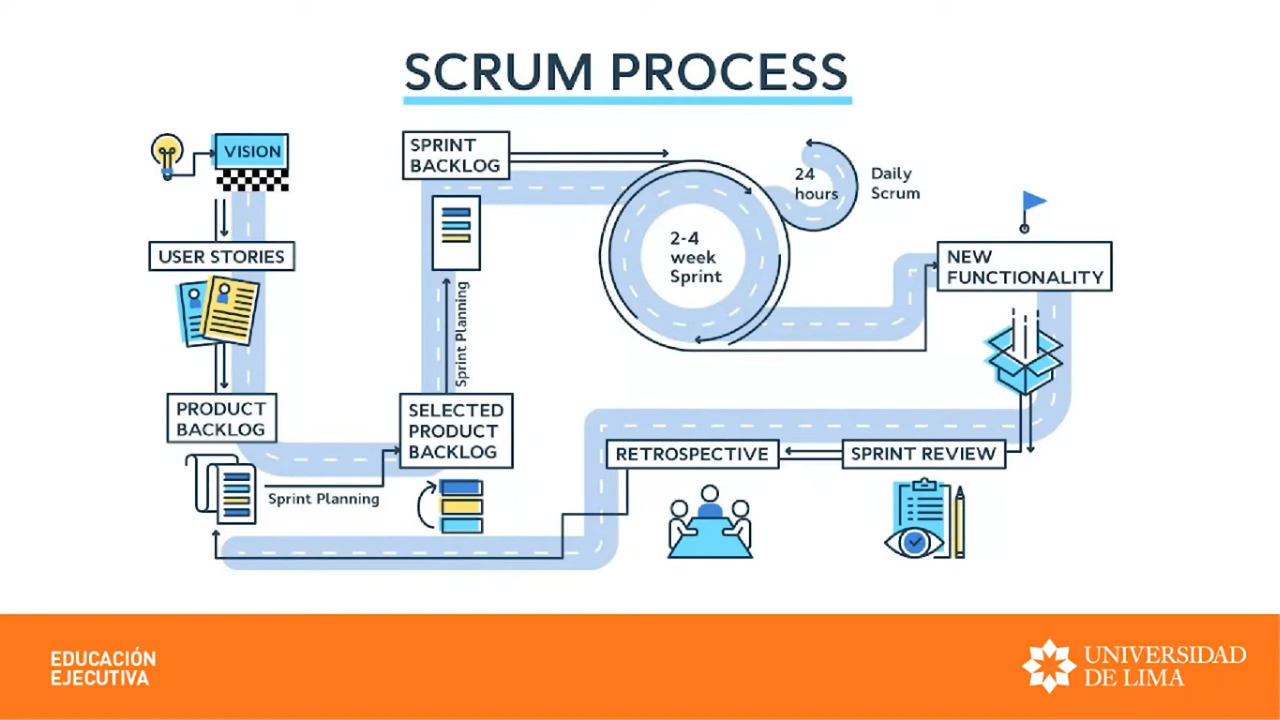 SCRUM PROCESS
VISION
USER STORIES
PRODUCT
BACKLOG
Sprint Planning
SELECTED
PRODUCT
BACKLOG
Sprint Planning
SPRINT
BACKLOG
2-4
week
Sprint
24
hours
Daily
Scrum
NEW
FUNCTIONALITY
SPRINT REVIEW
RETROSPECTIVE
EDUCACIÓN
EJECUTIVA
UNIVERSIDAD
DE LIMA